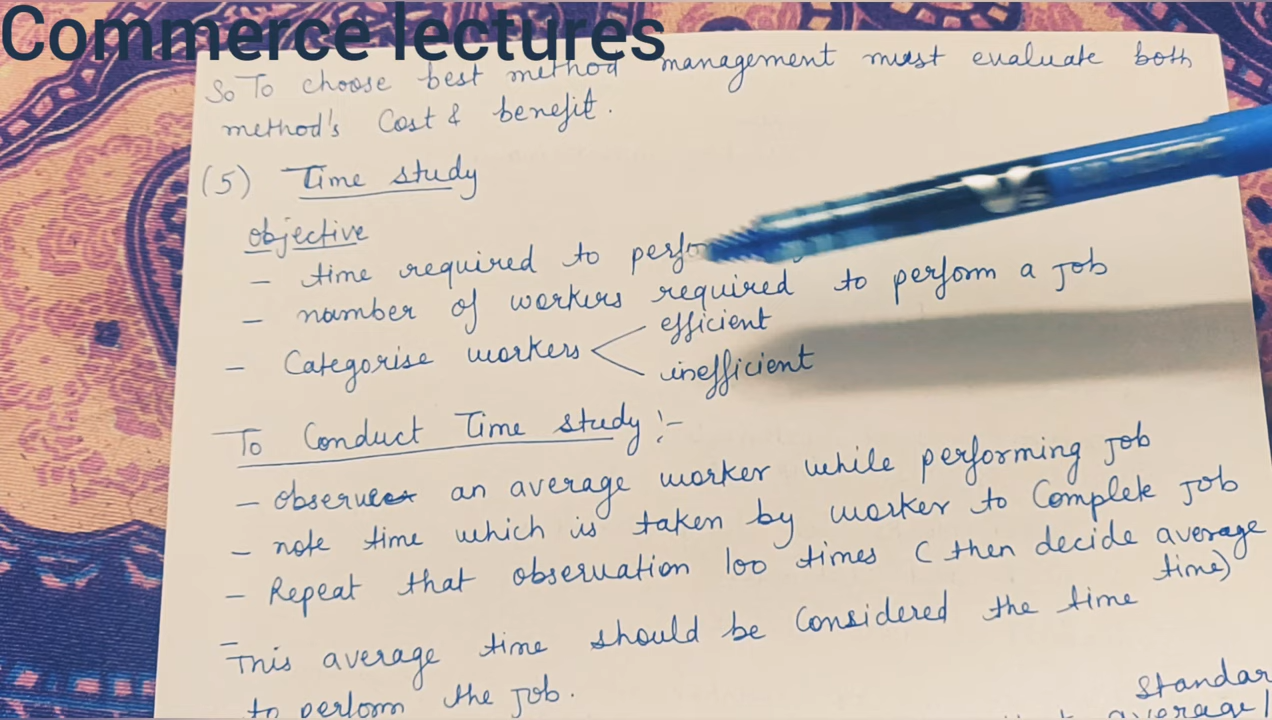 Commerce lectures
So To choose best method management must evaluate both
method's Cost & benefit.
(5) Time study
objective
- time required to perfo
- number of workers required to perform a Job
- Categorise workers
efficient
inefficient
To Conduct Time study :-
- observe an average worker while performing Job
- note time which is taken by worker to Complete Job
- Repeat that observation 100 times ( then decide average
time)
- This average time should be Considered the time
to perform the Job.
Standar
average